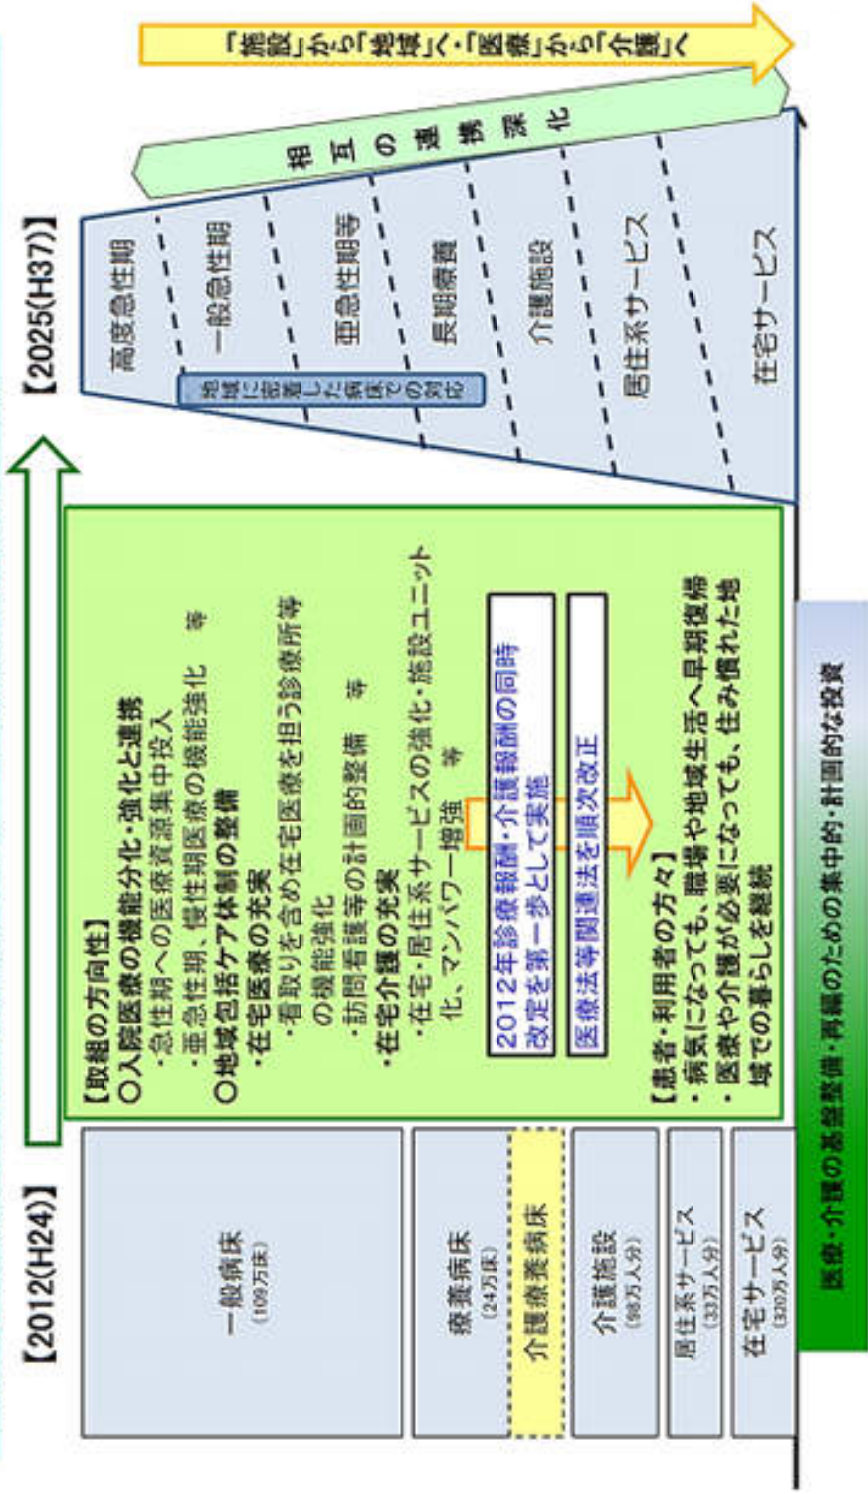 【2012(H24)】
一般病床
(109万床)
療養病床
(24万床)
介護療養病床
介護施設
(98万人分)
居住系サービス
(33万人分)
在宅サービス
(320万人分)
【取組の方向性】
○入院医療の機能分化・強化と連携
・急性期への医療資源集中投入
・亜急性期、慢性期医療の機能強化 等
○地域包括ケア体制の整備
・在宅医療の充実
・看取りを含め在宅医療を担う診療所等
の機能強化
・訪問看護等の計画的整備 等
・在宅介護の充実
・在宅・居住系サービスの強化・施設ユニット
化、マンパワー増強 等
2012年診療報酬・介護報酬の同時
改定を第一歩として実施
医療法等関連法を順次改正
【患者・利用者の方々】
・病気になっても、職場や地域生活へ早期復帰
・医療や介護が必要になっても、住み慣れた地
域での暮らしを継続
【2025(H37)】
高度急性期
一般急性期
亜急性期等
長期療養
介護施設
居住系サービス
在宅サービス
地域に密着した病床での対応
相互の連携深化
「施設」から「地域」へ・「医療」から「介護」へ
医療・介護の基盤整備・再編のための集中的・計画的な投資